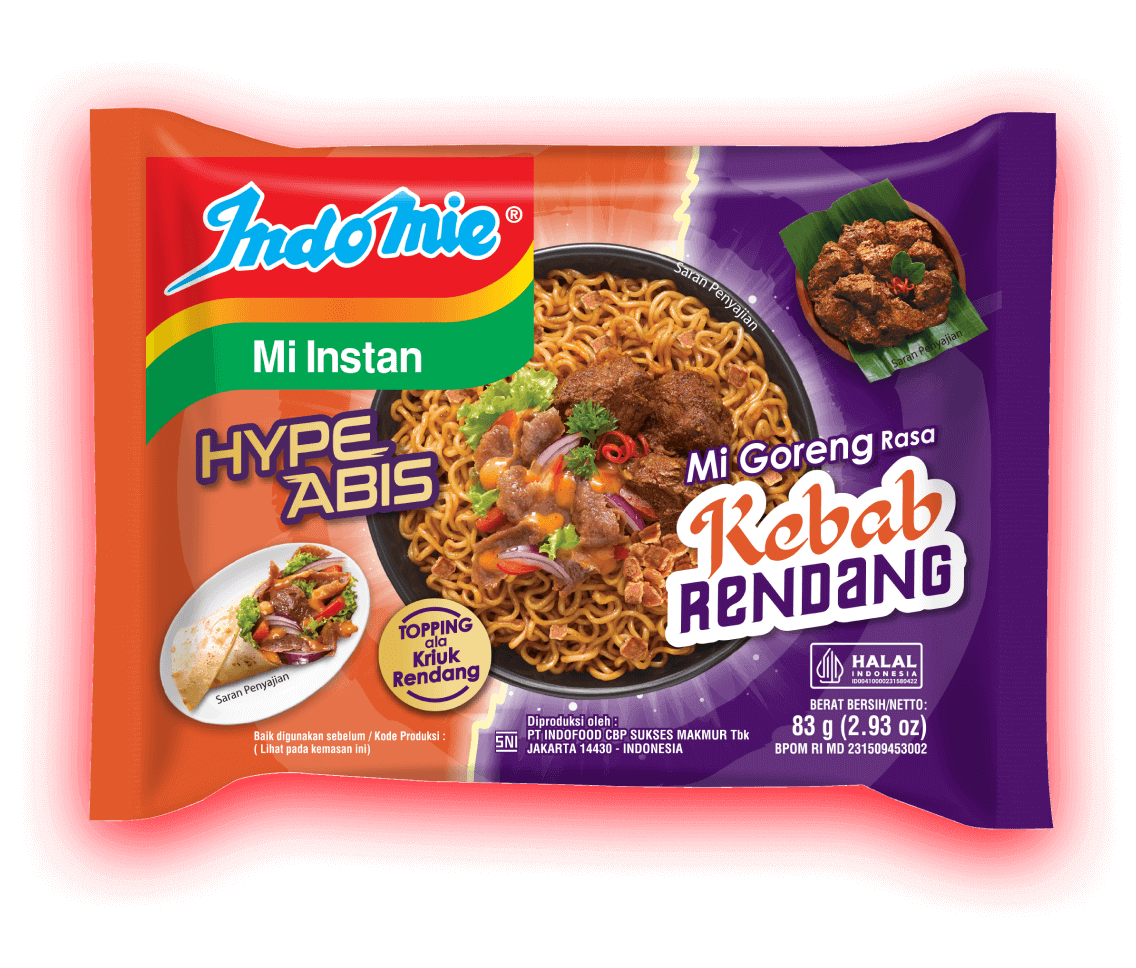 IndoMie®
Mi Instan
HYPE
ABIS
Saran Penyajian
Saran Penyajian
Mi Goreng Rasa
Kebab
RENDANG
TOPPING
ala
Kriuk
Rendang
Saran Penyajian
HALAL
INDONESIA
ID00410000231580422
BERAT BERSIH/NETTO:
83 g (2.93 oz)
BPOM RI MD 231509453002
Baik digunakan sebelum / Kode Produksi :
( Lihat pada kemasan ini)
SNI
Diproduksi oleh :
PT INDOFOOD CBP SUKSES MAKMUR Tbk
JAKARTA 14430 - INDONESIA